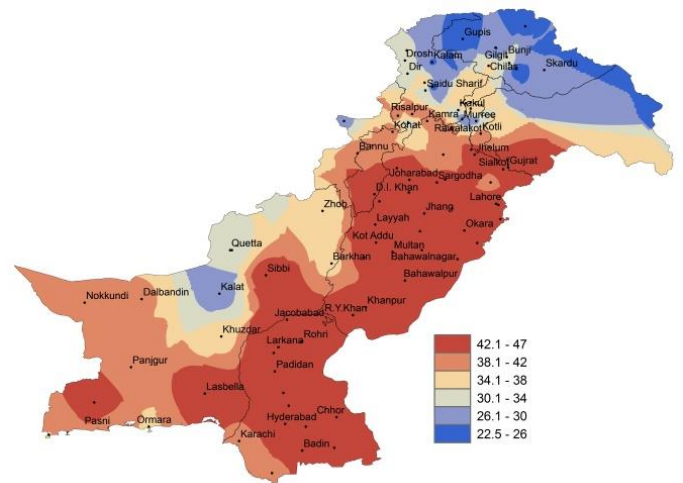 Gupis
Drosh
Kalam
Gilgit
Bunji
Dir
Chilas
Skardu
Saidu Sharif
Risalpur
Kamra
Kakul
Murree
Kohat
Rawalakot
Kotli
Bannu
Jhelum
Sialkot
Gujrat
Joharabad
Sargodha
D.I. Khan
Lahore
Zhob
Layyah
Jhang
Okara
Quetta
Kot Addu
Multan
Barkhan
Bahawalnagar
Sibbi
Bahawalpur
Nokkundi
Dalbandin
Kalat
Khanpur
R.Y.Khan
Jacobabad
Khuzdar
Larkana
Rohri
Panjgur
Padidan
Lasbella
Pasni
Ormara
Hyderabad
Chhor
Karachi
Badin
42.1 - 47
38.1 - 42
34.1 - 38
30.1 - 34
26.1 - 30
22.5 - 26